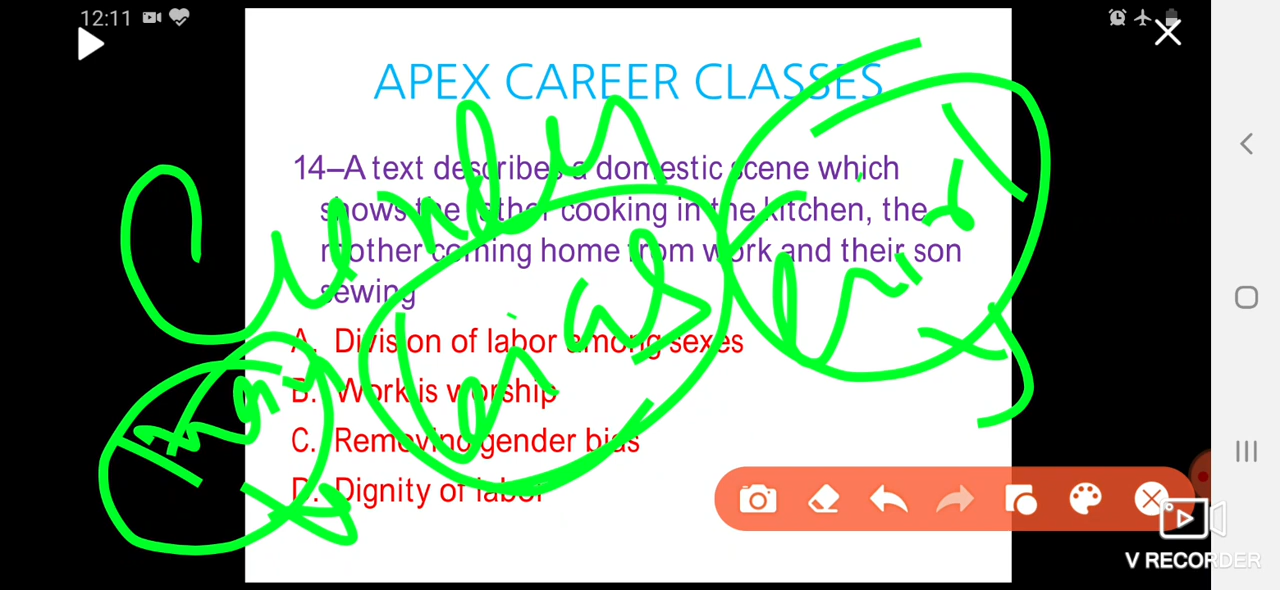 12:11
APEX CAREER CLASSES
14–A text describes a domestic scene which
shows the father cooking in the kitchen, the
mother coming home from work and their son
sewing
A. Division of labor among sexes
B. Work is worship
C. Removing gender bias
D. Dignity of labor
Gender
bias
V RECORDER